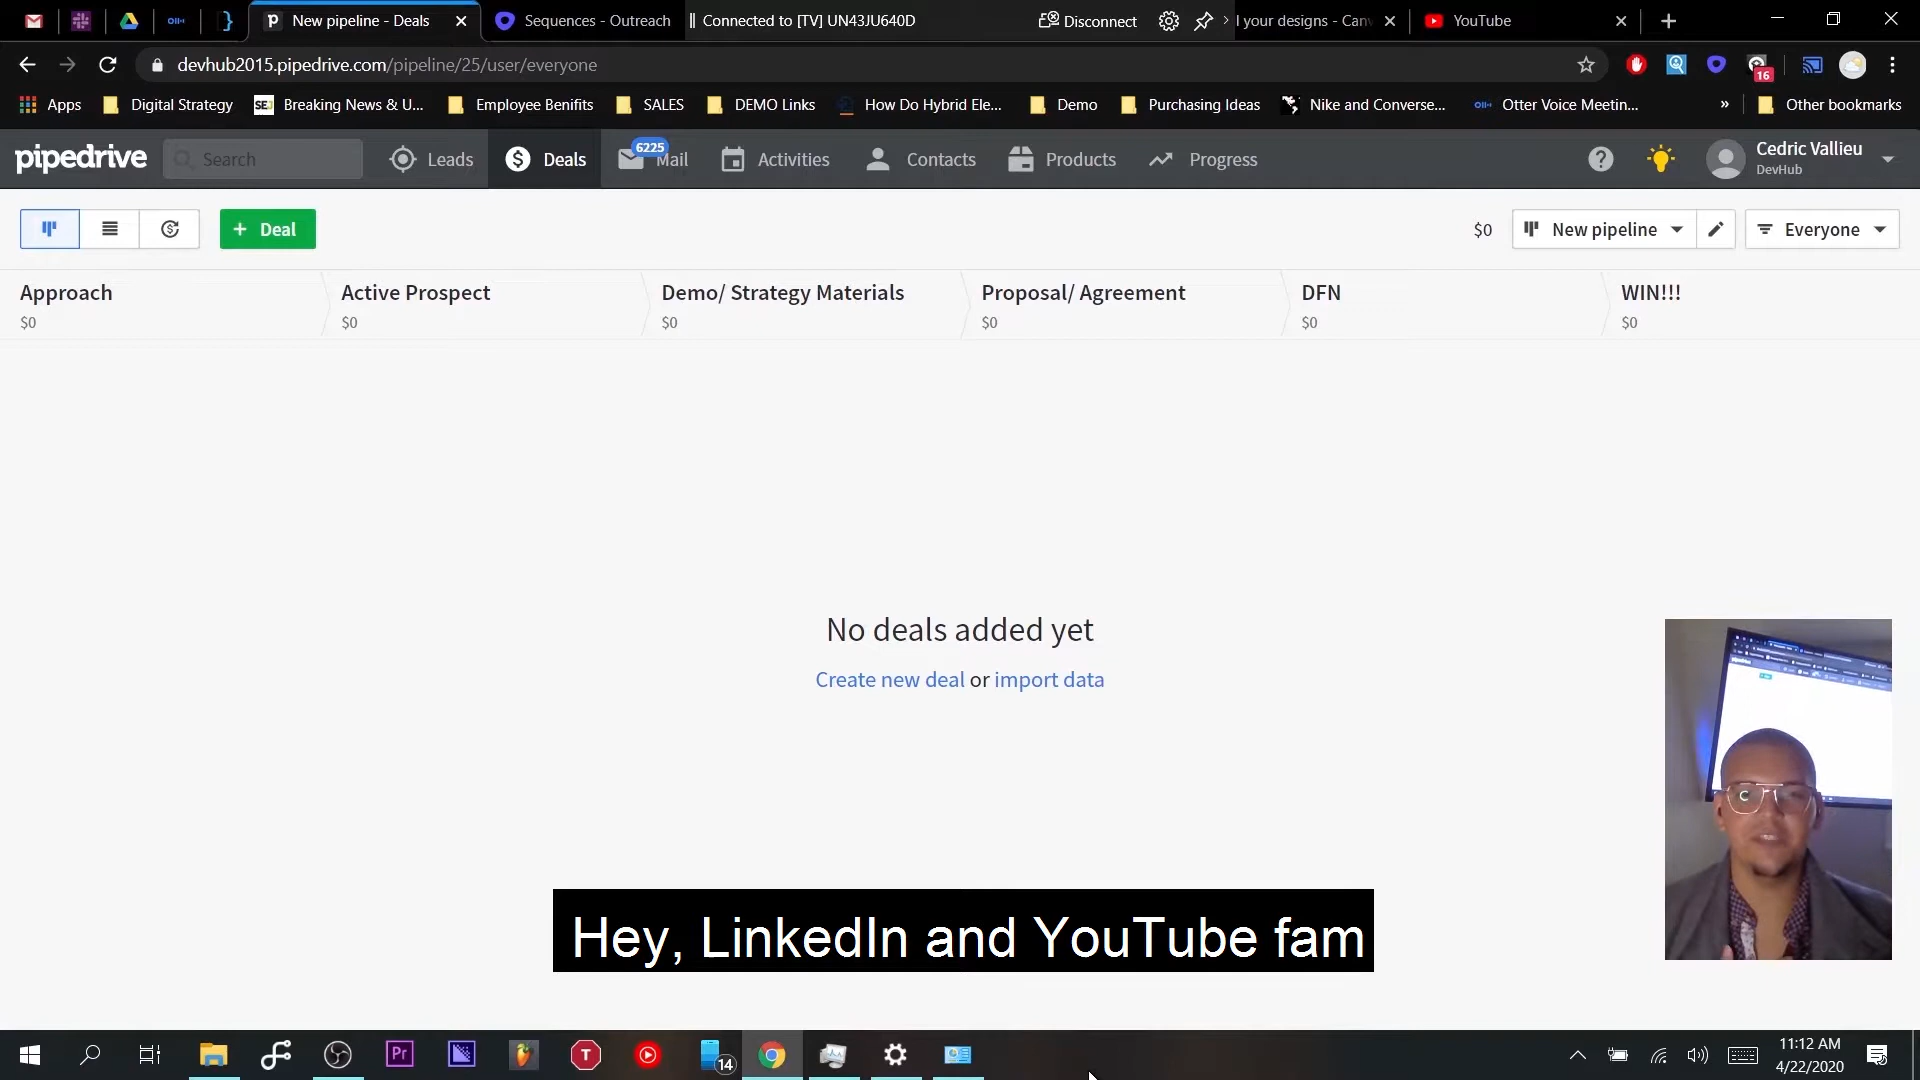 New pipeline - Deals
Sequences - Outreach
Connected to [TV] UN43JU640D
Disconnect
l your designs - Canv
YouTube
devhub2015.pipedrive.com/pipeline/25/user/everyone
16
Apps
Digital Strategy
SEJ
Breaking News & U...
Employee Benifits
SALES
DEMO Links
How Do Hybrid Ele...
Demo
Purchasing Ideas
Nike and Converse...
Otter Voice Meetin...
»
Other bookmarks
pipedrive
Search
Leads
Deals
6225
Mail
Activities
Contacts
Products
Progress
Cedric Vallieu
DevHub
+ Deal
$0
New pipeline
Everyone
Approach
$0
Active Prospect
$0
Demo/ Strategy Materials
$0
Proposal/ Agreement
$0
DFN
$0
WIN!!!
$0
No deals added yet
Create new deal or import data
Hey, LinkedIn and YouTube fam
Pr
T
14
11:12 AM
4/22/2020